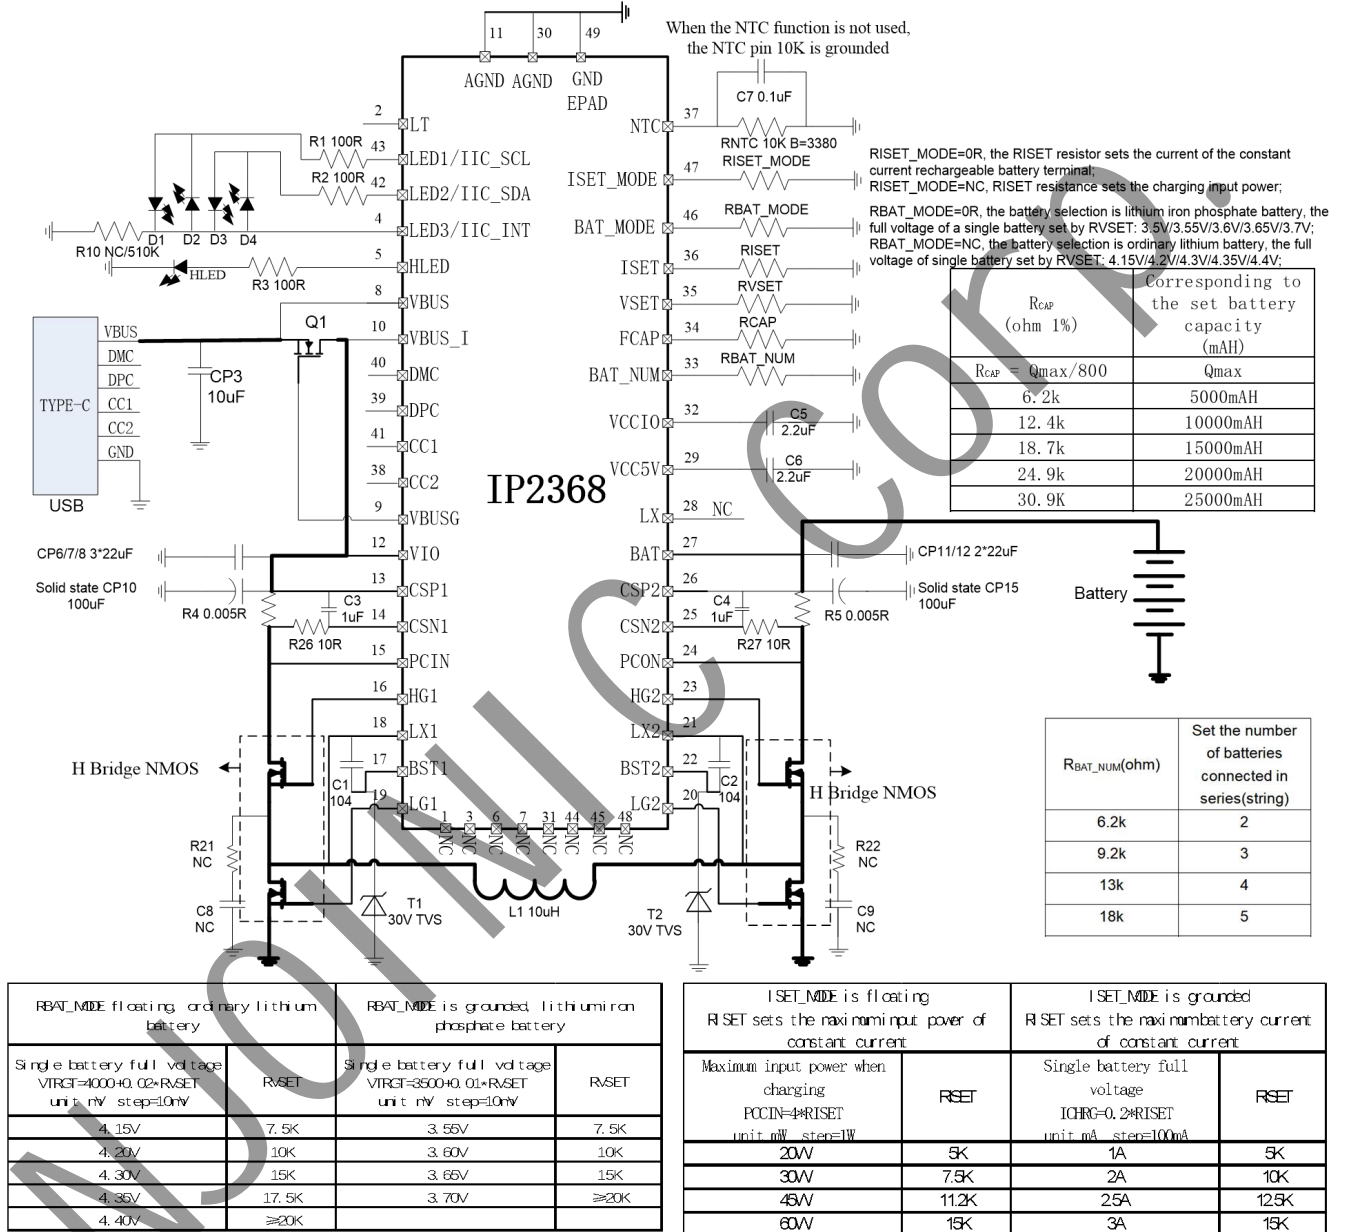 When the NTC function is not used,
the NTC pin 10K is grounded
11 30 49
AGND AGND GND
EPAD
2 LT
R1 100R 43 LED1/IIC_SCL
R2 100R 42 LED2/IIC_SDA
4 LED3/IIC_INT
D1 D2 D3 D4
R10 NC/510K
5 HLED
HLED
R3 100R
8 VBUS
Q1
10 VBUS_I
40 DMC
39 DPC
41 CC1
38 CC2
9 VBUSG
12 VIO
13 CSP1
14 CSN1
15 PCIN
16 HG1
18 LX1
17 BST1
19 LG1
TYPE-C
VBUS
DMC
DPC
CC1
CC2
GND
USB
CP3
10uF
CP6/7/8 3*22uF
Solid state CP10
100uF
R4 0.005R
C3
1uF
R26 10R
H Bridge NMOS
C1
104
R21
NC
C8
NC
T1
30V TVS
IP2368
1 3 6 7 31 44 45 48
NC NC NC NC NC NC NC NC
L1 10uH
C7 0.1uF
NTC 37
RNTC 10K B=3380
RISET_MODE
ISET_MODE 47
RBAT_MODE
BAT_MODE 46
RISET
ISET 36
RVSET
VSET 35
RCAP
FCAP 34
RBAT_NUM
BAT_NUM 33
VCCIO 32
C5
2.2uF
VCC5V 29
C6
2.2uF
LX 28 NC
BAT 27
CSP2 26
CSN2 25
PCON 24
HG2 23
LX2 21
BST2 22
LG2 20
CP11/12 2*22uF
Solid state CP15
100uF
C4
1uF
R27 10R
R5 0.005R
Battery
H Bridge NMOS
C2
104
R22
NC
C9
NC
T2
30V TVS
RISET_MODE=0R, the RISET resistor sets the current of the constant
current rechargeable battery terminal;
RISET_MODE=NC, RISET resistance sets the charging input power;
RBAT_MODE=0R, the battery selection is lithium iron phosphate battery, the
full voltage of a single battery set by RVSET: 3.5V/3.55V/3.6V/3.65V/3.7V;
RBAT_MODE=NC, the battery selection is ordinary lithium battery, the full
voltage of single battery set by RVSET: 4.15V/4.2V/4.3V/4.35V/4.4V;
RCAP
(ohm 1%)
Corresponding to
the set battery
capacity
(mAH)
RCAP = Qmax/800 Qmax
6.2k 5000mAH
12.4k 10000mAH
18.7k 15000mAH
24.9k 20000mAH
30.9K 25000mAH
RBAT_NUM(ohm)
Set the number
of batteries
connected in
series(string)
6.2k 2
9.2k 3
13k 4
18k 5
RBAT_MODE floating, ordinary lithium
battery
RBAT_MODE is grounded, lithium iron
phosphate battery
Single battery full voltage
VTRGT=4000+0.02*RVSET
unit mV step=10mV
RVSET
Single battery full voltage
VTRGT=3500+0.01*RVSET
unit mV step=10mV
RVSET
4.15V 7.5K 3.55V 7.5K
4.20V 10K 3.60V 10K
4.30V 15K 3.65V 15K
4.35V 17.5K 3.70V ≥20K
4.40V ≥20K
ISET_MODE is floating
RISET sets the maximum input power of
constant current
ISET_MODE is grounded
RISET sets the maximum battery current
of constant current
Maximum input power when
charging
PCCIN=4*RISET
unit mW step=1W
RISET
Single battery full
voltage
ICHRG=0.2*RISET
unit mA step=100mA
RISET
20W 5K 1A 5K
30W 7.5K 2A 10K
45W 11.2K 2.5A 12.5K
60W 15K 3A 15K
NJOINIC Corp.